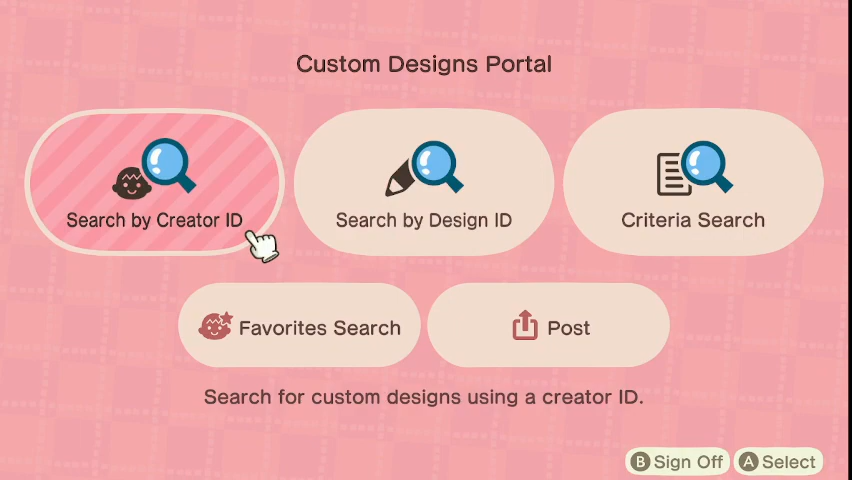 Custom Designs Portal
Search by Creator ID
Search by Design ID
Criteria Search
Favorites Search
Post
Search for custom designs using a creator ID.
B Sign Off A Select